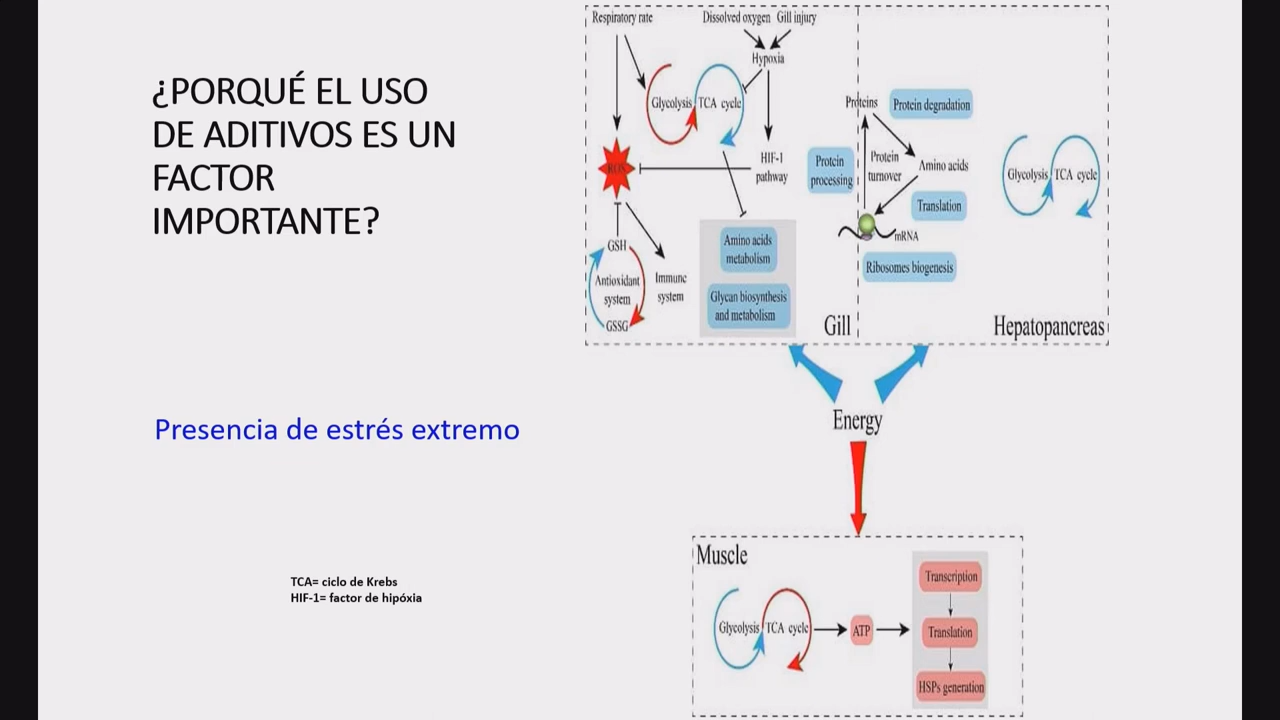 ¿PORQUÉ EL USO
DE ADITIVOS ES UN
FACTOR
IMPORTANTE?
Presencia de estrés extremo
TCA= ciclo de Krebs
HIF-1= factor de hipóxia
Respiratory rate
Dissolved oxygen
Gill injury
Hypoxia
Glycolysis
TCA cycle
ROS
HIF-1
pathway
GSH
Antioxidant
system
GSSG
Immune
system
Amino acids
metabolism
Glycan biosynthesis
and metabolism
Gill
Proteins
Protein degradation
Protein
processing
Protein
turnover
Amino acids
Translation
mRNA
Ribosomes biogenesis
Glycolysis
TCA cycle
Hepatopancreas
Energy
Muscle
Glycolysis
TCA cycle
ATP
Transcription
Translation
HSPs generation